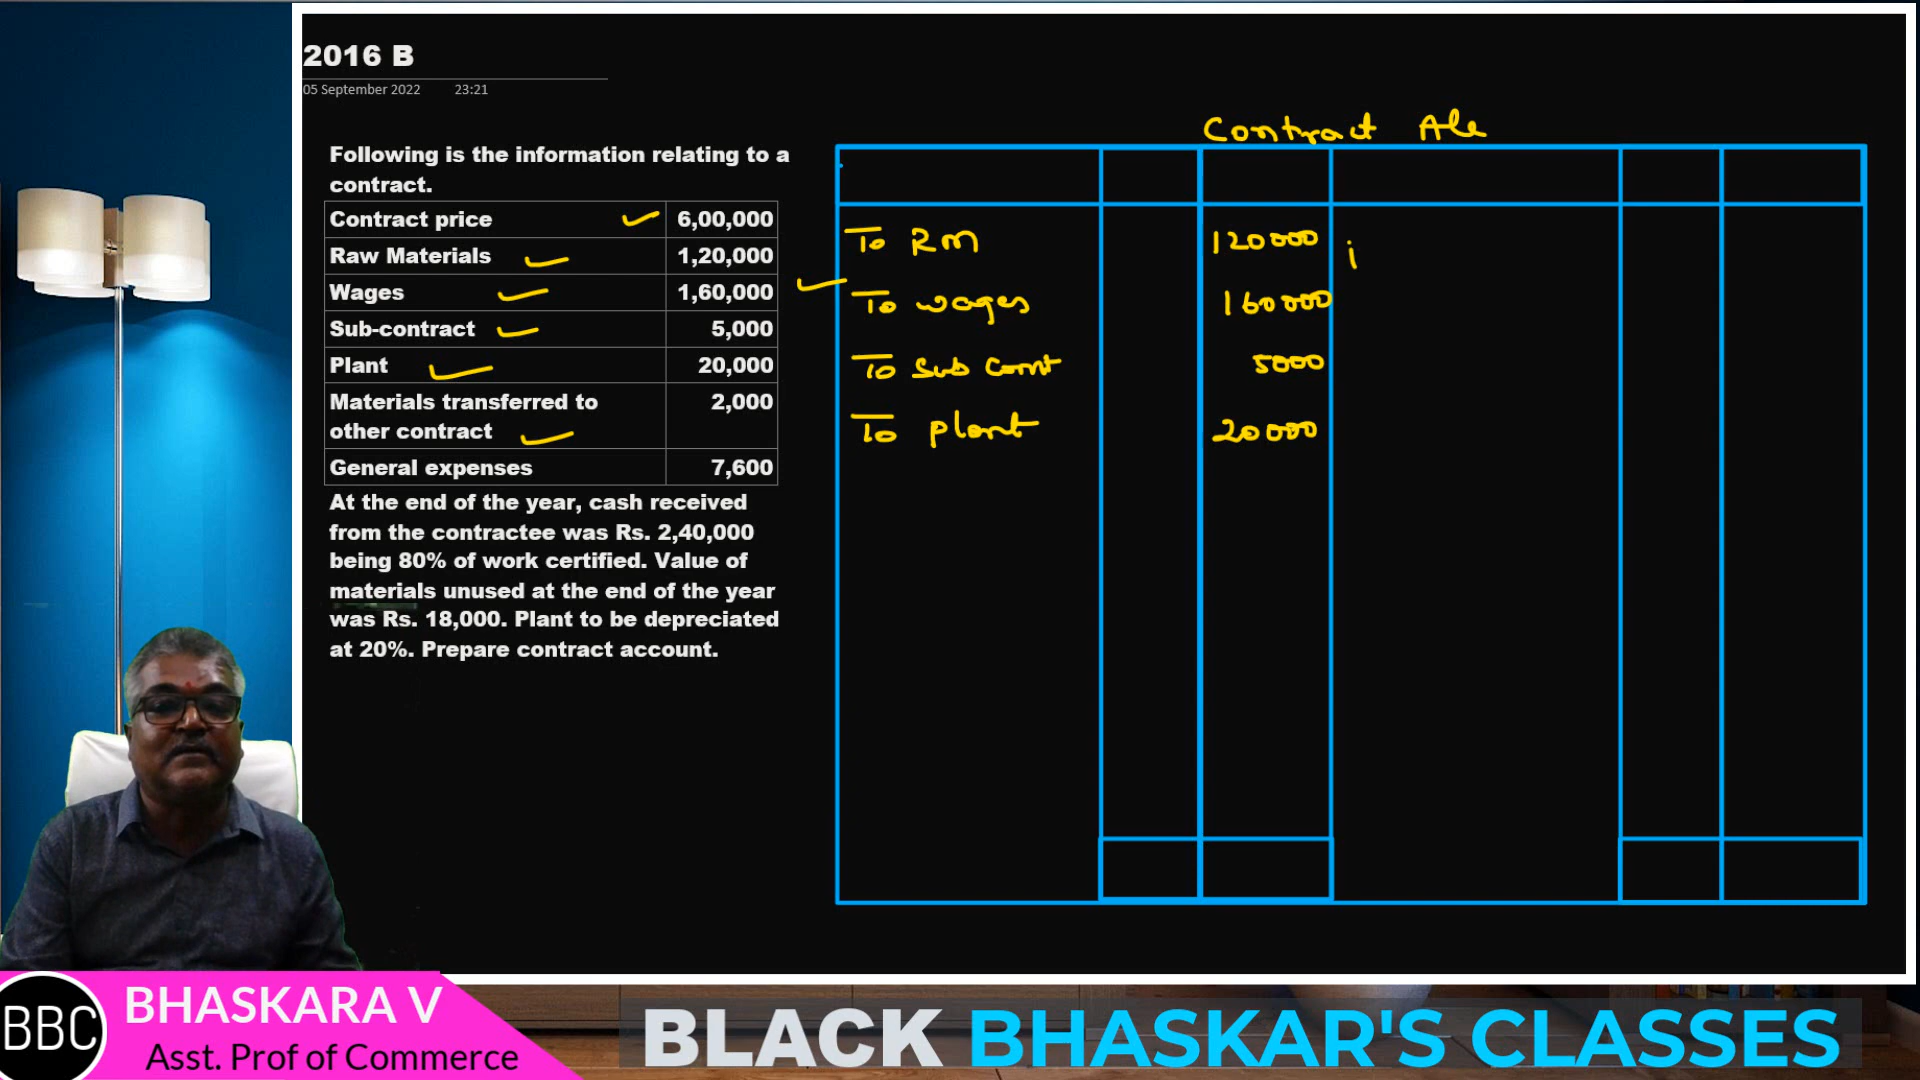 2016 B
05 September 2022 23:21
Following is the information relating to a
contract.
Contract price 6,00,000
Raw Materials 1,20,000
Wages 1,60,000
Sub-contract 5,000
Plant 20,000
Materials transferred to 2,000
other contract
General expenses 7,600
At the end of the year, cash received
from the contractee was Rs. 2,40,000
being 80% of work certified. Value of
materials unused at the end of the year
was Rs. 18,000. Plant to be depreciated
at 20%. Prepare contract account.
Contract A/c
To RM 120000
To wages 160000
To Sub Cont 5000
To plant 20000
BBC
BHASKARA V
Asst. Prof of Commerce
BLACK BHASKAR'S CLASSES